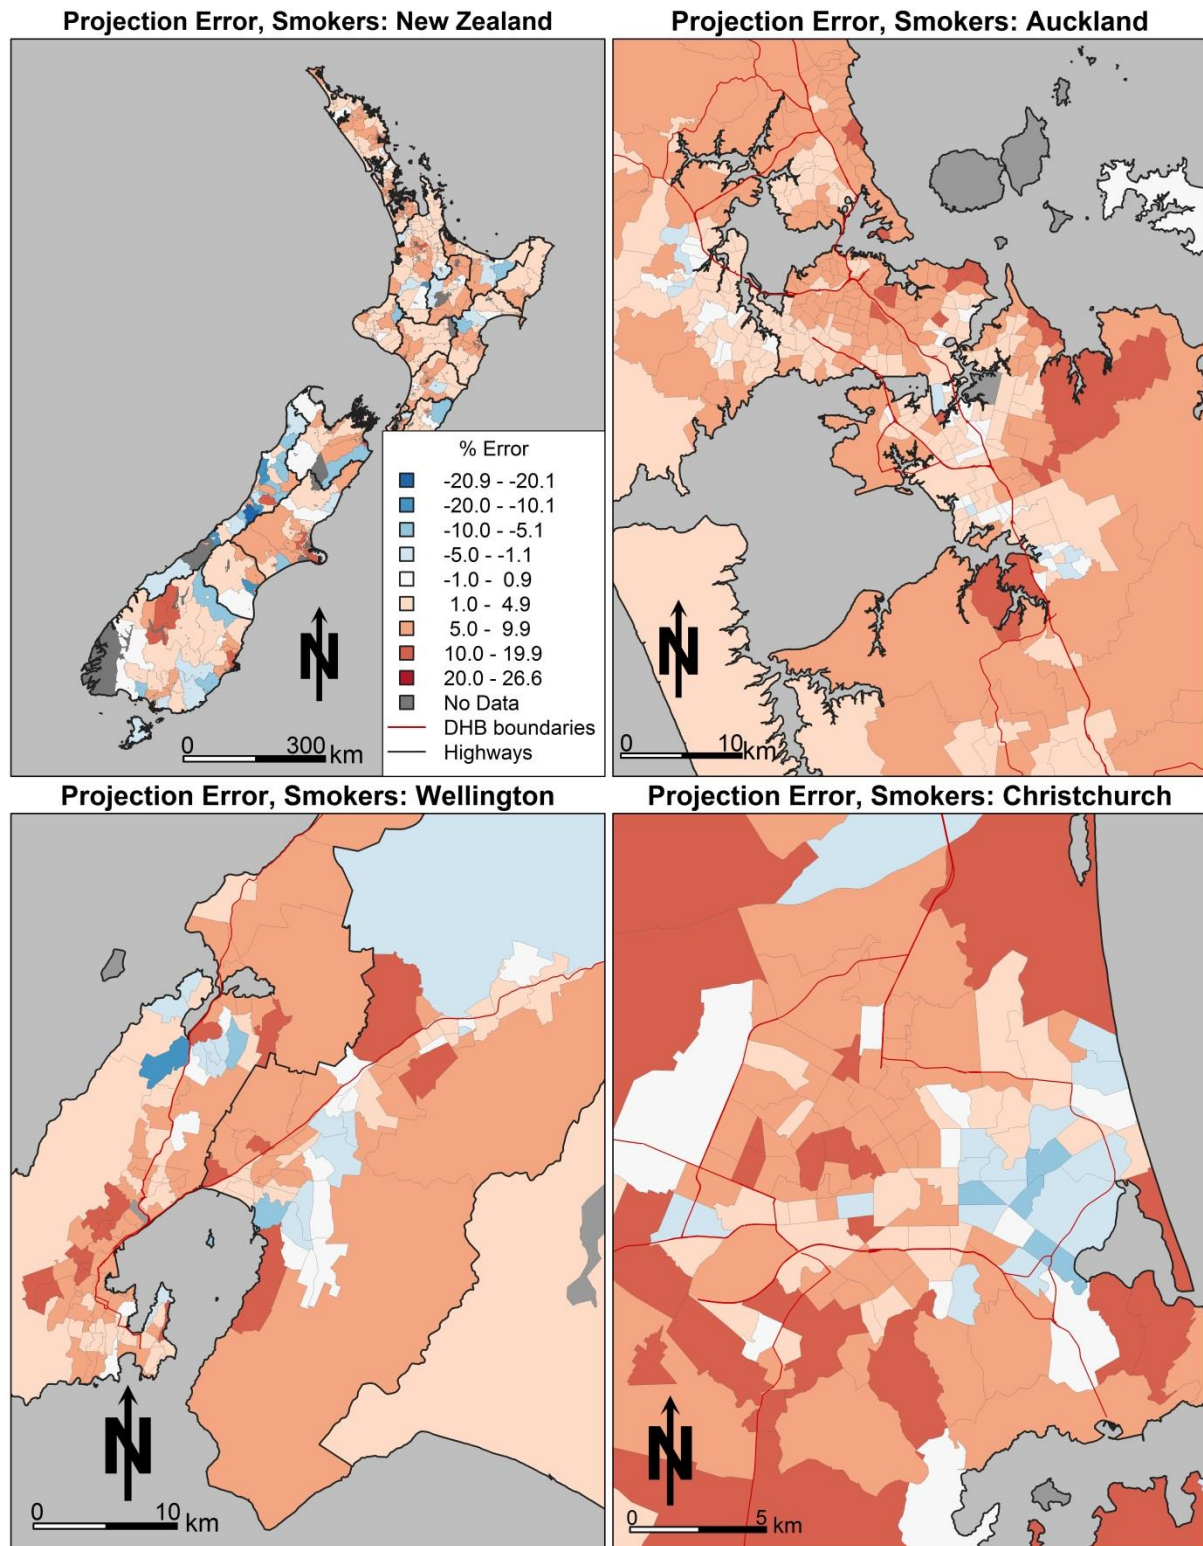 Projection Error, Smokers: New Zealand
% Error
-20.9 - -20.1
-20.0 - -10.1
-10.0 - -5.1
-5.0 - -1.1
-1.0 - 0.9
1.0 - 4.9
5.0 - 9.9
10.0 - 19.9
20.0 - 26.6
No Data
DHB boundaries
Highways
N
0 300 km
Projection Error, Smokers: Auckland
N
0 10 km
Projection Error, Smokers: Wellington
N
0 10 km
Projection Error, Smokers: Christchurch
N
0 5 km